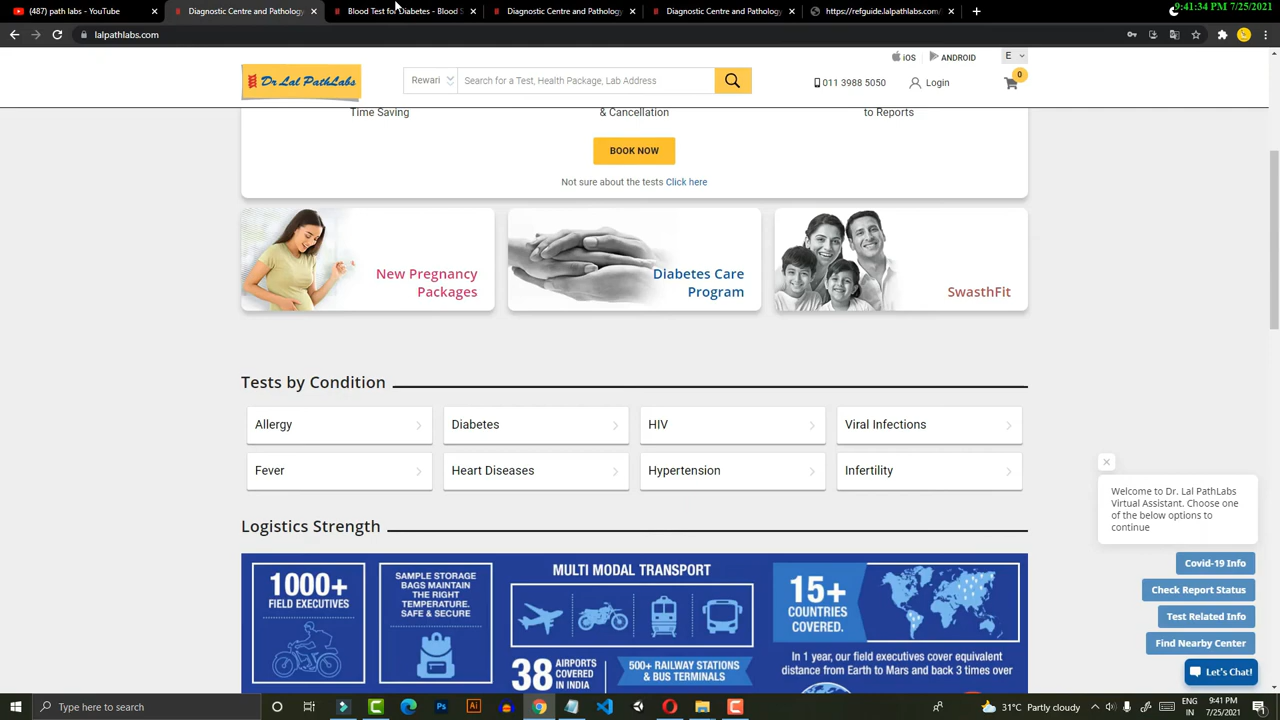 (487) path labs - YouTube
Diagnostic Centre and Pathology
Blood Test for Diabetes - Blood S
Diagnostic Centre and Pathology
Diagnostic Centre and Pathology
https://refguide.lalpathlabs.com/
9:41:34 PM 7/25/2021
lalpathlabs.com
iOS
ANDROID
E
Dr Lal PathLabs
Rewari
Search for a Test, Health Package, Lab Address
011 3988 5050
Login
0
Time Saving
& Cancellation
to Reports
BOOK NOW
Not sure about the tests Click here
New Pregnancy
Packages
Diabetes Care
Program
SwasthFit
Tests by Condition
Allergy
Diabetes
HIV
Viral Infections
Fever
Heart Diseases
Hypertension
Infertility
Logistics Strength
1000+
FIELD EXECUTIVES
SAMPLE STORAGE
BAGS MAINTAIN
THE RIGHT
TEMPERATURE.
SAFE & SECURE
MULTI MODAL TRANSPORT
38 AIRPORTS
COVERED
IN INDIA
500+ RAILWAY STATIONS
& BUS TERMINALS
15+
COUNTRIES
COVERED.
In 1 year, our field executives cover equivalent
distance from Earth to Mars and back 3 times over
Welcome to Dr. Lal PathLabs
Virtual Assistant. Choose one
of the below options to
continue
Covid-19 Info
Check Report Status
Test Related Info
Find Nearby Center
Let's Chat!
Type here to search
Ps
Ai
31°C Partly cloudy
ENG
IN
9:41 PM
7/25/2021